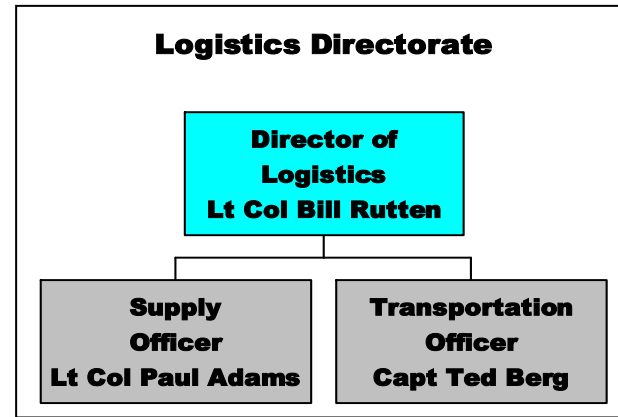 Logistics Directorate
Director of
Logistics
Lt Col Bill Rutten
Supply
Officer
Lt Col Paul Adams
Transportation
Officer
Capt Ted Berg